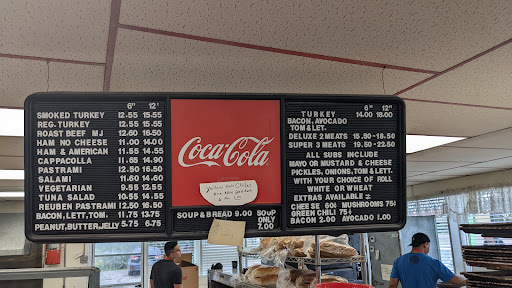 6" 12"
SMOKED TURKEY 12.55 15.55
REG. TURKEY 12.55 15.55
ROAST BEEF MJ 12.60 16.50
HAM NO CHEESE 11.00 14.00
HAM & AMERICAN 11.55 14.55
CAPPACOLLA 11.65 14.90
PASTRAMI 12.50 16.50
SALAMI 11.55 14.60
VEGETARIAN 9.55 12.55
TUNA SALAD 10.55 14.55
REUBEN PASTRAMI 12.50 16.50
BACON, LETT, TOM. 11.75 13.75
PEANUT, BUTTER, JELLY 5.75 6.75
Coca-Cola
SOUP & BREAD 9.00
SOUP ONLY 7.00
6" 12"
TURKEY 14.00 18.00
BACON, AVOCADO
TOM & LET.
DELUXE 2 MEATS 15.50-18.50
SUPER 3 MEATS 19.50-22.50
ALL SUBS INCLUDE
MAYO OR MUSTARD & CHEESE
PICKLES, ONIONS, TOM & LET.
WITH YOUR CHOICE OF ROLL
WHITE OR WHEAT
EXTRAS AVAILABLE
CHEESE 60¢ MUSHROOMS 75¢
GREEN CHILI 75¢
BACON 2.00 AVOCADO 1.00